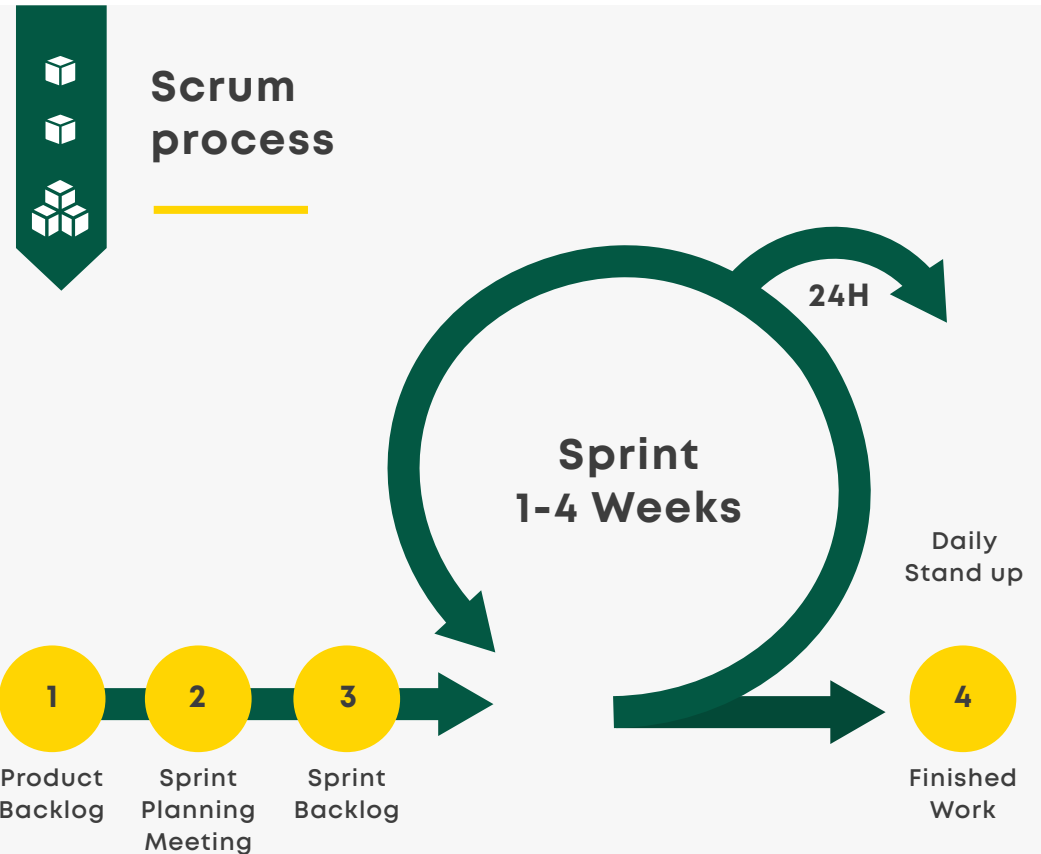 Scrum
process
24H
Sprint
1-4 Weeks
Daily
Stand up
1
2
3
4
Product
Backlog
Sprint
Planning
Meeting
Sprint
Backlog
Finished
Work